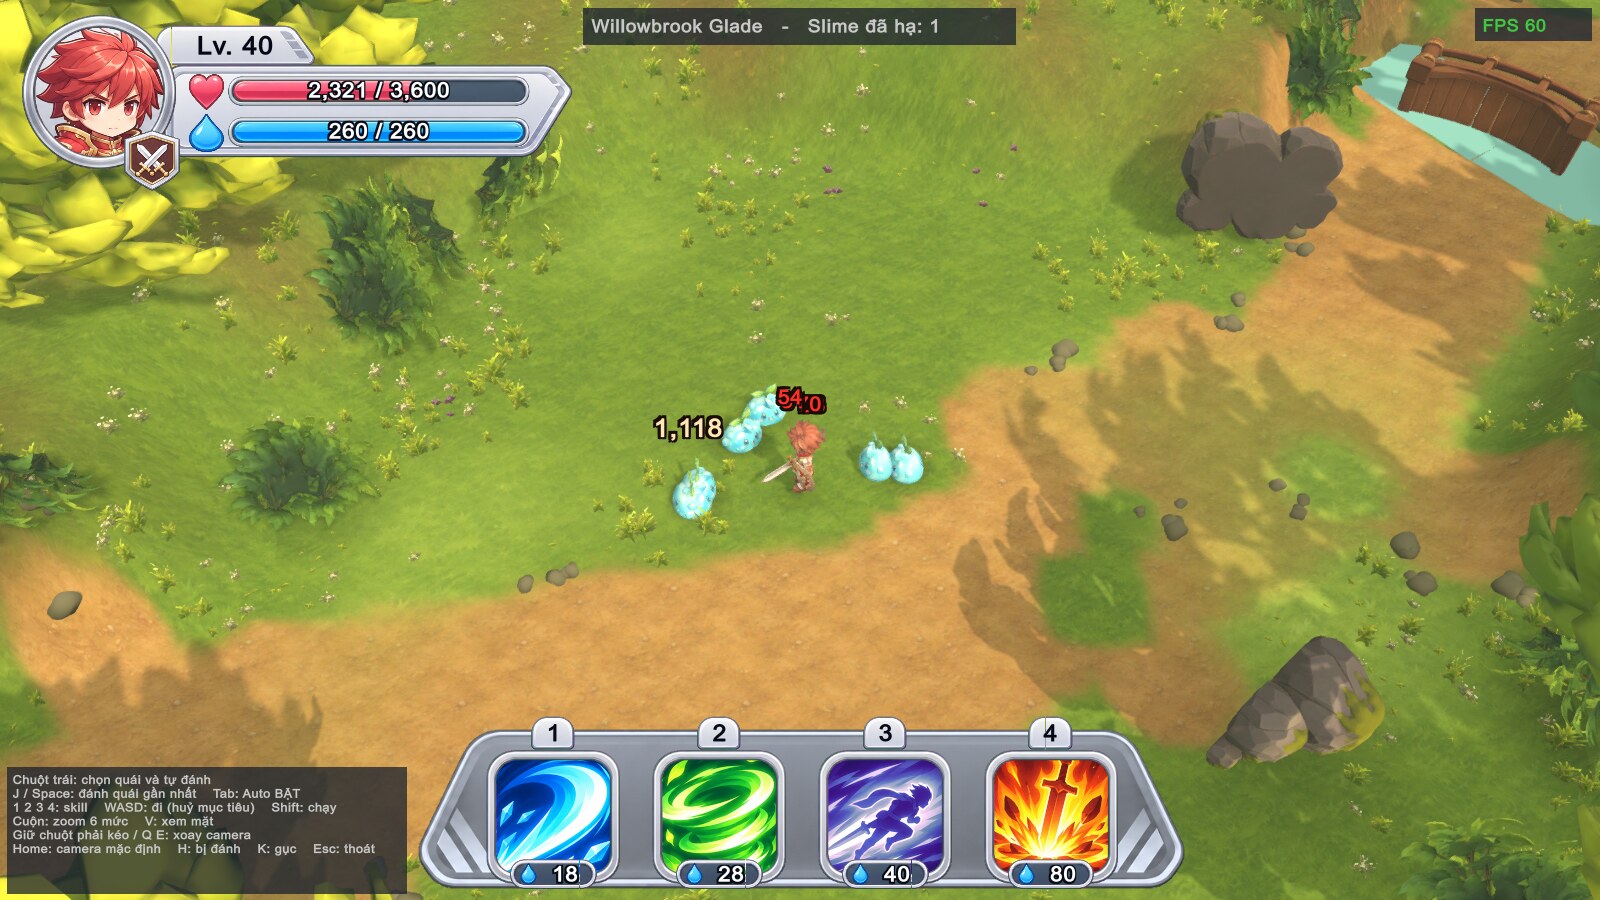 Willowbrook Glade - Slime đã hạ: 1
FPS 60
Lv. 40
2,321 / 3,600
260 / 260
54
1,118
1 2 3 4
18 28 40 80
Chuột trái: chọn quái và tự đánh
J / Space: đánh quái gần nhất Tab: Auto BẬT
1 2 3 4: skill WASD: đi (huỷ mục tiêu) Shift: chạy
Cuộn: zoom 6 mức V: xem mặt
Giữ chuột phải kéo / Q E: xoay camera
Home: camera mặc định H: bị đánh K: gục Esc: thoát